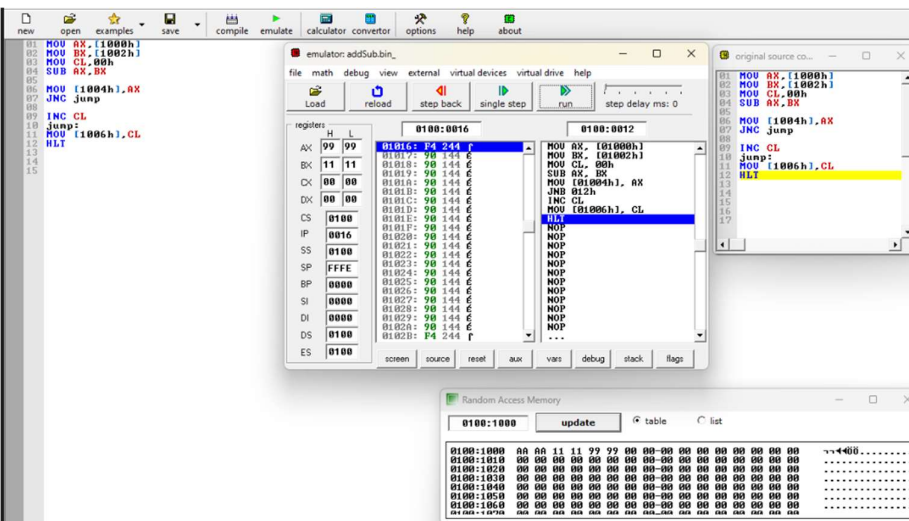 new open examples save compile emulate calculator convertor options help about
01 MOV AX,[1000h]
02 MOV BX,[1002h]
03 MOV CL,00h
04 SUB AX,BX
05
06 MOV [1004h],AX
07 JNC jump
08
09 INC CL
10 jump:
11 MOV [1006h],CL
12 HLT
13
14
15
emulator: addSub.bin_
file math debug view external virtual devices virtual drive help
Load reload step back single step run step delay ms: 0
registers
H L
AX 99 99
BX 11 11
CX 00 00
DX 00 00
CS 0100
IP 0016
SS 0100
SP FFFE
BP 0000
SI 0000
DI 0000
DS 0100
ES 0100
0100:0016
01016: F4 244 ⌠
01017: 90 144 É
01018: 90 144 É
01019: 90 144 É
0101A: 90 144 É
0101B: 90 144 É
0101C: 90 144 É
0101D: 90 144 É
0101E: 90 144 É
0101F: 90 144 É
01020: 90 144 É
01021: 90 144 É
01022: 90 144 É
01023: 90 144 É
01024: 90 144 É
01025: 90 144 É
01026: 90 144 É
01027: 90 144 É
01028: 90 144 É
01029: 90 144 É
0102A: 90 144 É
0102B: F4 244 ⌠
0100:0012
MOV AX, [01000h]
MOV BX, [01002h]
MOV CL, 00h
SUB AX, BX
MOV [01004h], AX
JNB 012h
INC CL
MOV [01006h], CL
HLT
NOP
NOP
NOP
NOP
NOP
NOP
NOP
NOP
NOP
NOP
NOP
NOP
...
screen source reset aux vars debug stack flags
original source co...
01 MOV AX,[1000h]
02 MOV BX,[1002h]
03 MOV CL,00h
04 SUB AX,BX
05
06 MOV [1004h],AX
07 JNC jump
08
09 INC CL
10 jump:
11 MOV [1006h],CL
12 HLT
13
14
15
16
17
Random Access Memory
0100:1000 update table list
0100:1000 AA AA 11 11 99 99 00 00-00 00 00 00 00 00 00 00 ¬¬◄◄ÖÖ..........
0100:1010 00 00 00 00 00 00 00 00-00 00 00 00 00 00 00 00 ................
0100:1020 00 00 00 00 00 00 00 00-00 00 00 00 00 00 00 00 ................
0100:1030 00 00 00 00 00 00 00 00-00 00 00 00 00 00 00 00 ................
0100:1040 00 00 00 00 00 00 00 00-00 00 00 00 00 00 00 00 ................
0100:1050 00 00 00 00 00 00 00 00-00 00 00 00 00 00 00 00 ................
0100:1060 00 00 00 00 00 00 00 00-00 00 00 00 00 00 00 00 ................